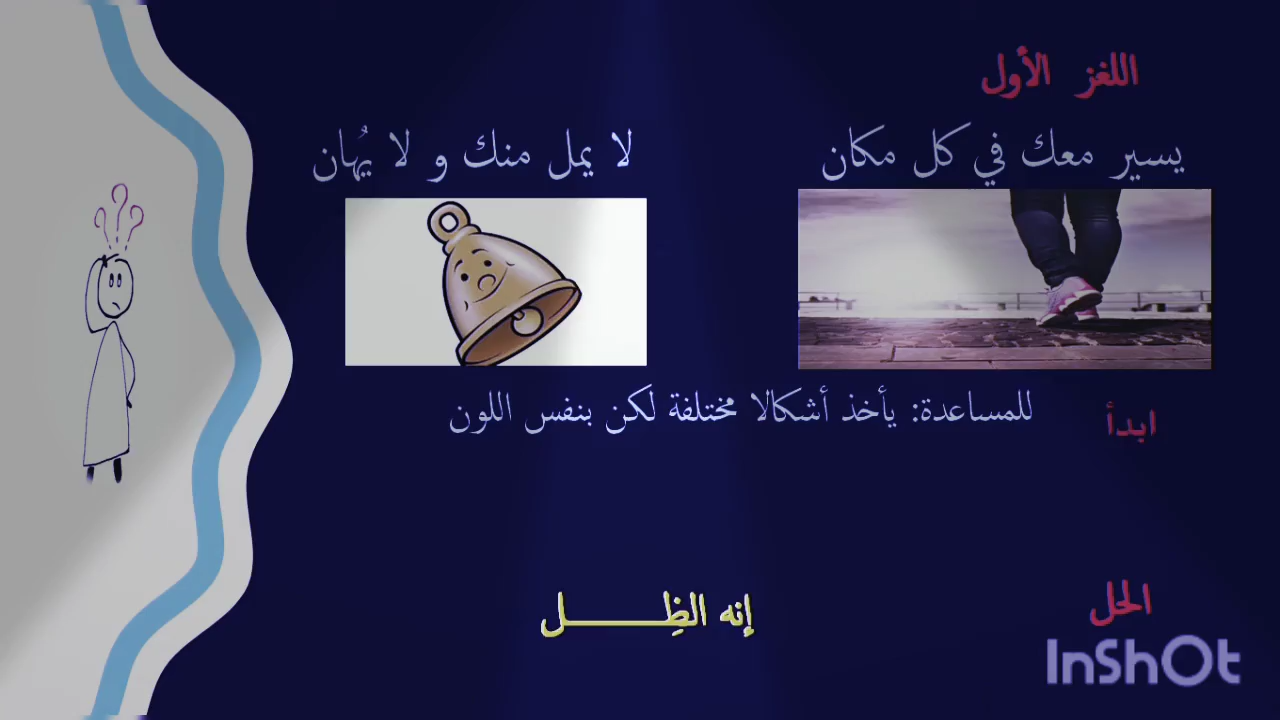 اللغز الأول
يسير معك في كل مكان
لا يمل منك و لا يُهان
للمساعدة: يأخذ أشكالا مختلفة لكن بنفس اللون
ابدأ
الحل
إنه الظِــــــــل
InShOt